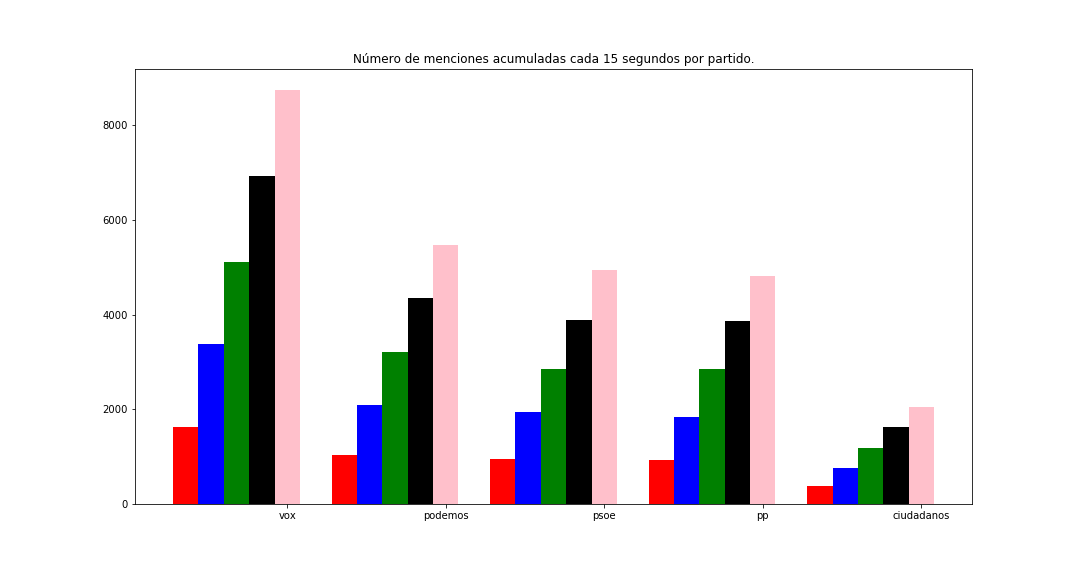 Número de menciones acumuladas cada 15 segundos por partido.
8000
6000
4000
2000
0
vox podemos psoe pp ciudadanos